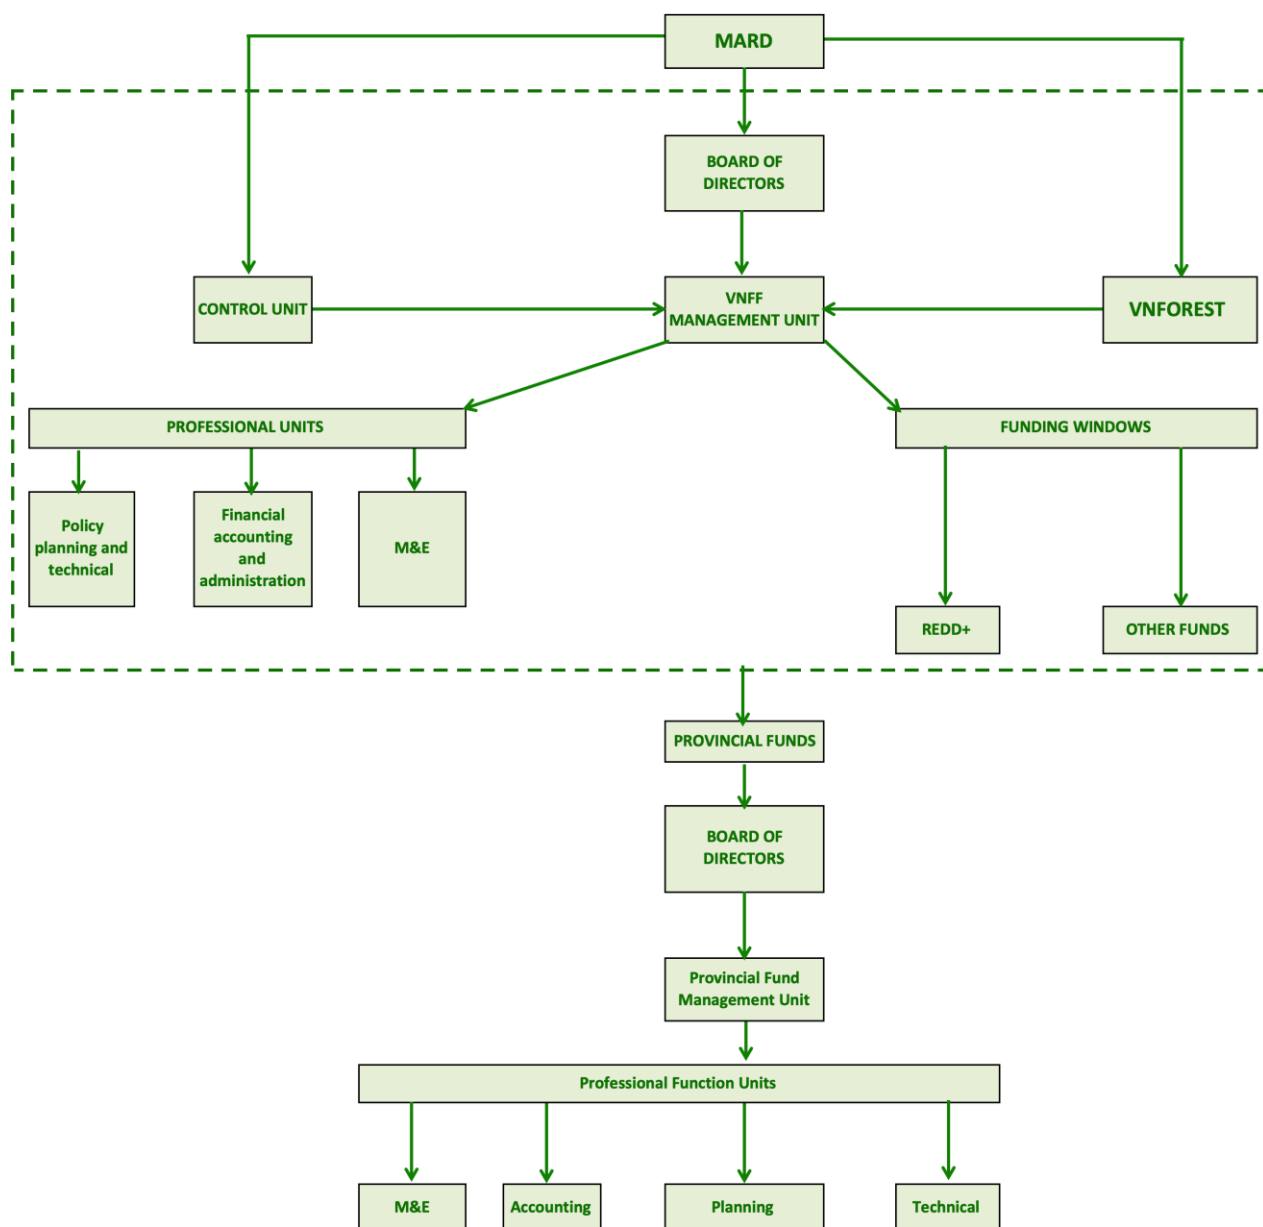 MARD
BOARD OF
DIRECTORS
CONTROL UNIT
VNFF
MANAGEMENT UNIT
VNFOREST
PROFESSIONAL UNITS
FUNDING WINDOWS
Policy
planning and
technical
Financial
accounting
and
administration
M&E
REDD+
OTHER FUNDS
PROVINCIAL FUNDS
BOARD OF
DIRECTORS
Provincial Fund
Management Unit
Professional Function Units
M&E
Accounting
Planning
Technical